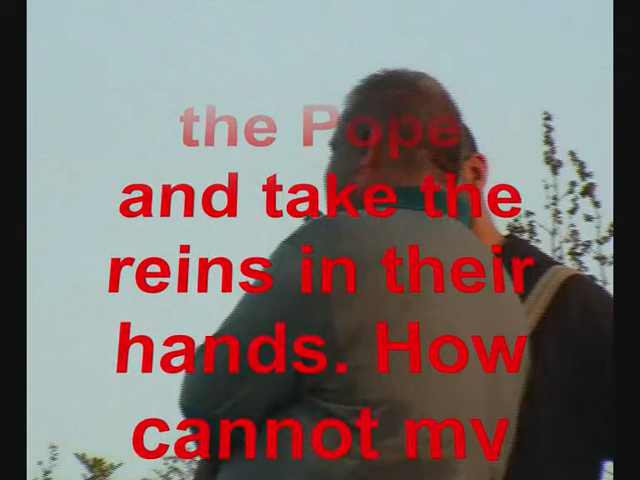 the Pope
and take the
reins in their
hands. How
cannot my